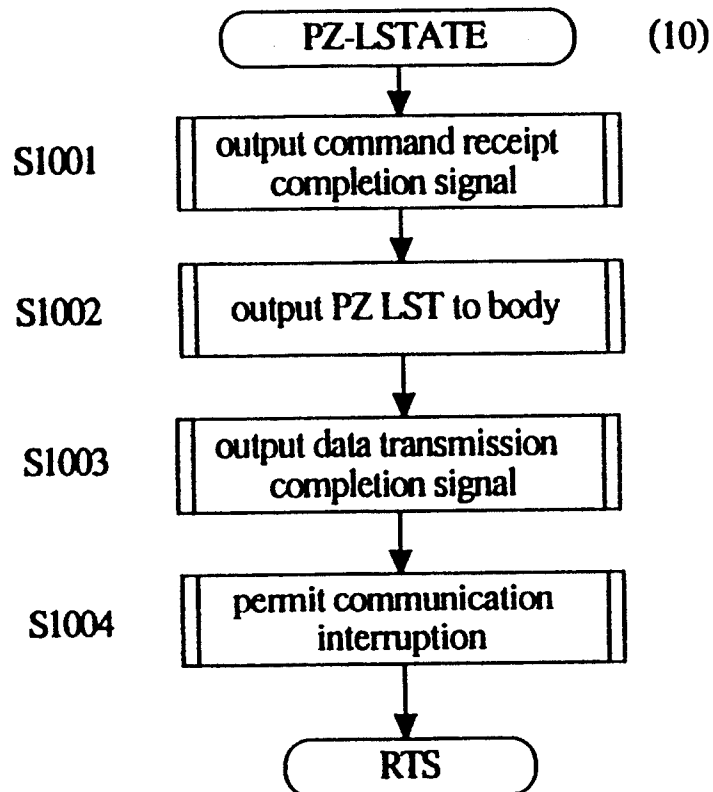 PZ-LSTATE (10)
S1001
output command receipt
completion signal
S1002
output PZ LST to body
S1003
output data transmission
completion signal
S1004
permit communication
interruption
RTS